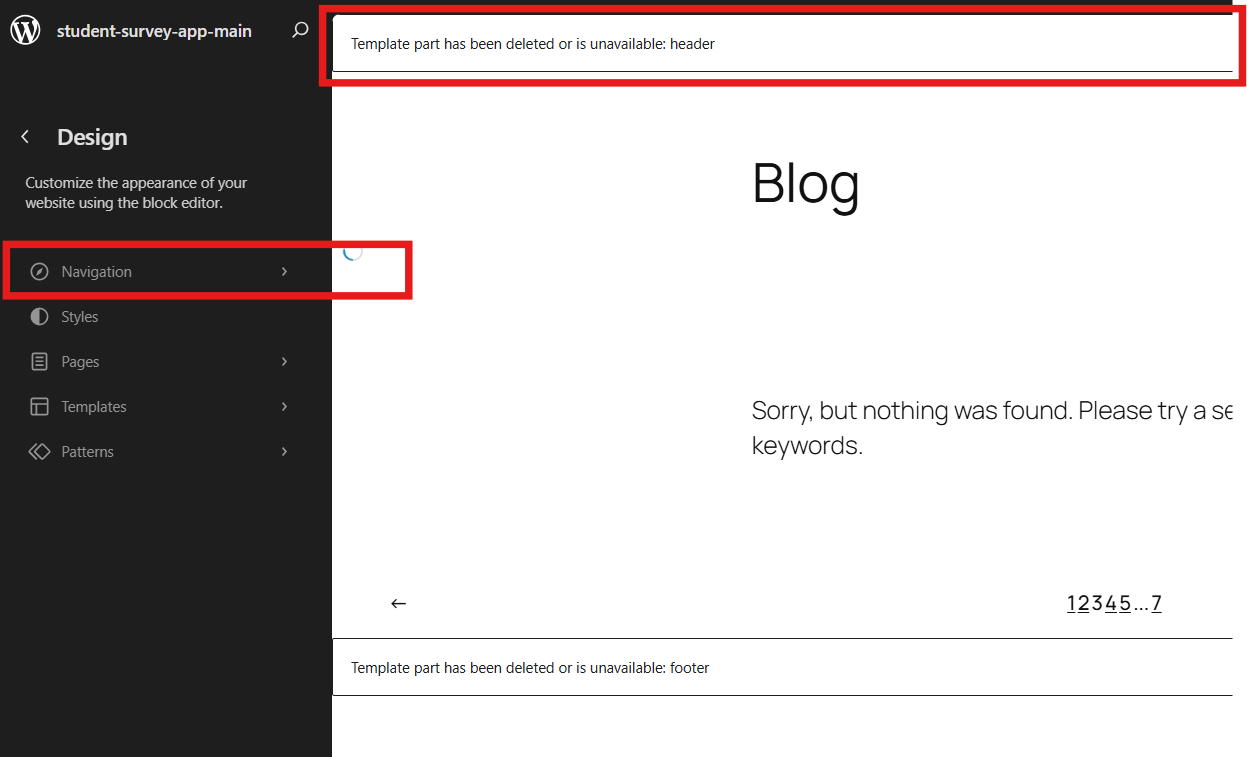 student-survey-app-main
Template part has been deleted or is unavailable: header
Design
Customize the appearance of your
website using the block editor.
Navigation
Styles
Pages
Templates
Patterns
Blog
Sorry, but nothing was found. Please try a se
keywords.
← 12345...7
Template part has been deleted or is unavailable: footer